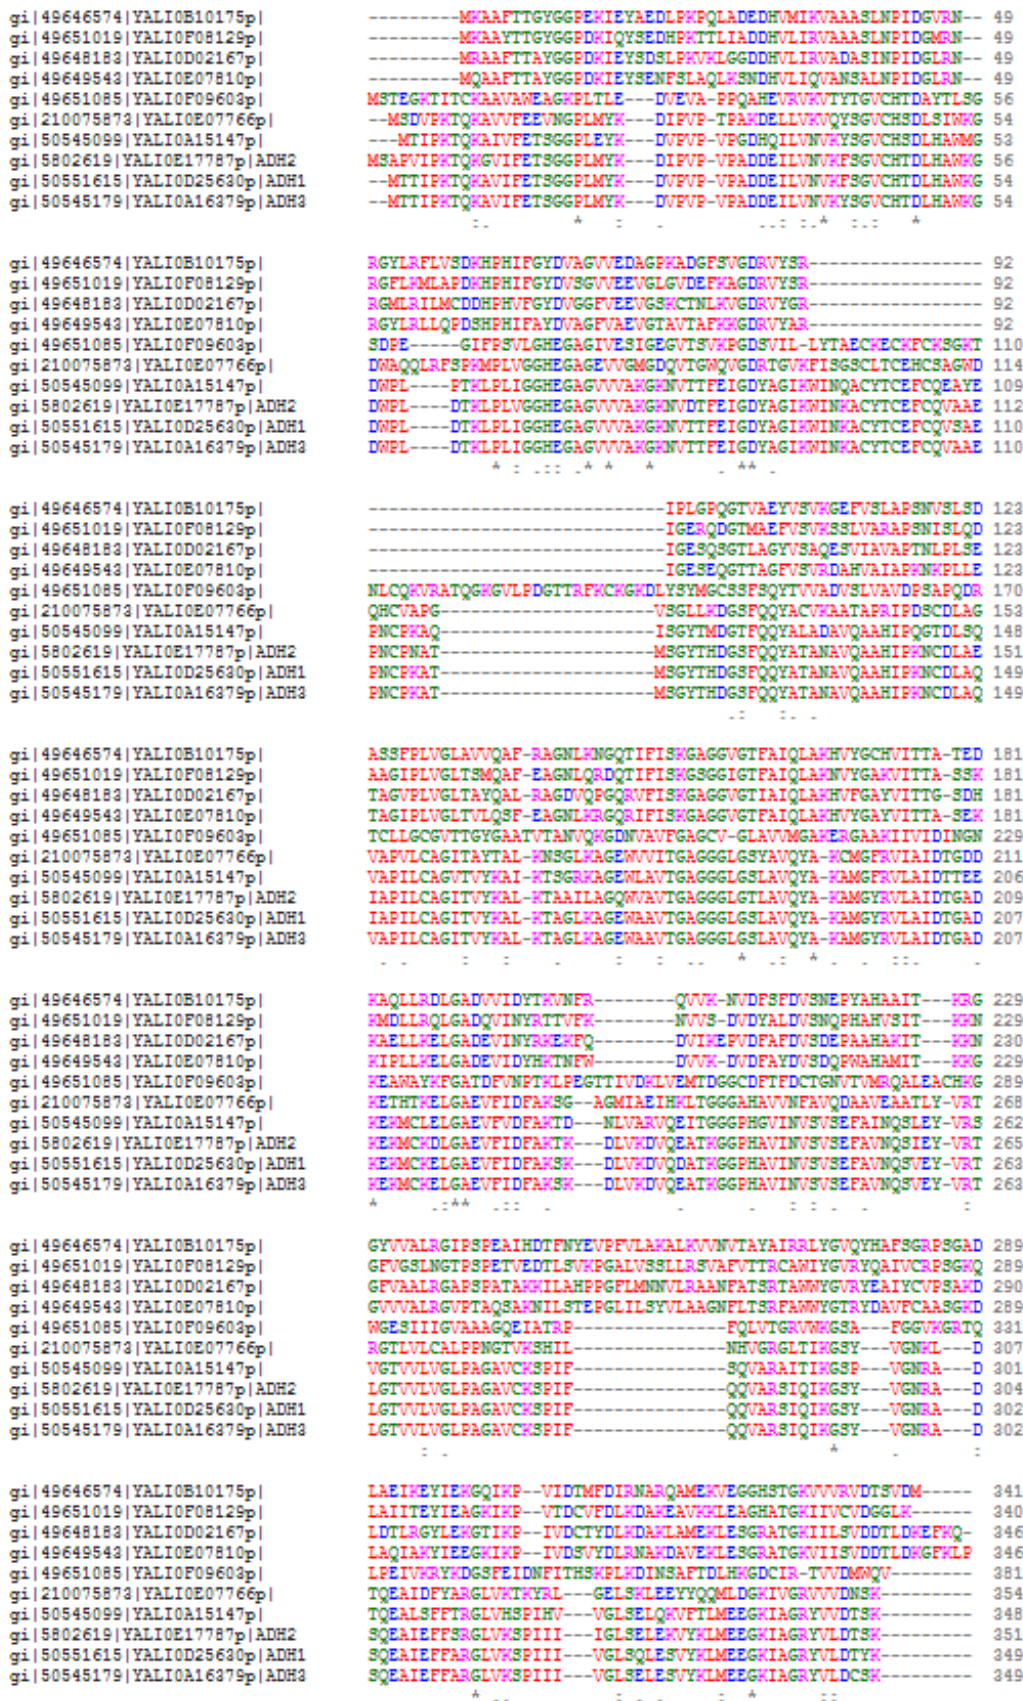 gi|49646574|YALI0B10175p| ---------MKAAFTTGYGGPEKIEYAEDLPKPQLADEDHVMIKVAAASLNPIDGVRN-- 49
gi|49651019|YALI0F08129p| ---------MKAAYTTGYGGPDKIQYSEDHPKTTLIADDHVLIRVAAASLNPIDGMRN-- 49
gi|49648183|YALI0D02167p| ---------MRAAFTTAYGGPDKIEYSDSLPKVKLGGDDHVLIRVADASINPIDGLRN-- 49
gi|49649543|YALI0E07810p| ---------MQAAFTTAYGGPDKIEYSENFSLAQLKSNDHVLIQVANSALNPIDGLRN-- 49
gi|49651085|YALI0F09603p| MSTEGKTITCKAAVAWEAGKPLTLE---DVEVA-PPQAHEVRVKVTYTGVCHTDAYTLSG 56
gi|210075873|YALI0E07766p| --MSDVPKTQKAVVFEEVNGPLMYK---DIPVP-TPAKDELLVKVQYSGVCHSDLSIWKG 54
gi|50545099|YALI0A15147p| ---MTIPKTQKAIVFETSGGPLEYK---DIPVP-VPGDHQILVNVKYSGVCHTDLHAWMG 53
gi|5802619|YALI0E17787p|ADH2 MSAPVIPKTQKGVIFETSGGPLMYK---DIPVP-VPADDEILVNVKFSGVCHTDLHAWKG 56
gi|50551615|YALI0D25630p|ADH1 --MTTIPKTQKAVIFETSGGPLMYK---DVPVP-VPADDEILVNVKFSGVCHTDLHAWKG 54
gi|50545179|YALI0A16379p|ADH3 --MTTIPKTQKAVIFETSGGPLMYK---DVPVP-VPADDEILVNVKYSGVCHTDLHAWKG 54
:. * : . ..: :.* :.: *
gi|49646574|YALI0B10175p| RGYLRFLVSDKHPHIFGYDVAGVVEDAGPKADGFSVGDRVYSR----------------- 92
gi|49651019|YALI0F08129p| RGFLKMLAPDKHPHIFGYDVSGVVEEVGLGVDEFKAGDRVYSR----------------- 92
gi|49648183|YALI0D02167p| RGMLRILMCDDHPHVFGYDVGGFVEEVGSKCTNLKVGDRVYGR----------------- 92
gi|49649543|YALI0E07810p| RGYLRLLQPDSHPHIFAYDVAGFVAEVGTAVTAFKKGDRVYAR----------------- 92
gi|49651085|YALI0F09603p| SDPE-----GIFPSVLGHEGAGIVESIGEGVTSVKPGDSVIL-LYTAECKECKFCKSGKT 110
gi|210075873|YALI0E07766p| DWAQQLRFSPKMPLVGGHEGAGEVVGMGDQVTGWQVGDRTGVKFISGSCLTCEHCSAGWD 114
gi|50545099|YALI0A15147p| DWPL----PTKLPLIGGHEGAGVVVAKGKNVTTFEIGDYAGIKWINQACYTCEFCQEAYE 109
gi|5802619|YALI0E17787p|ADH2 DWPL----DTKLPLVGGHEGAGVVVAKGKNVDTFEIGDYAGIKWINKACYTCEFCQVAAE 112
gi|50551615|YALI0D25630p|ADH1 DWPL----DTKLPLIGGHEGAGVVVAKGKNVTTFEIGDYAGIKWINKACYTCEFCQVSAE 110
gi|50545179|YALI0A16379p|ADH3 DWPL----DTKLPLIGGHEGAGVVVAKGKNVTTFEIGDYAGIKWINKACYTCEFCQVAAE 110
* : .:: .* * * . ** .
gi|49646574|YALI0B10175p| ----------------------------IPLGPQGTVAEYVSVKGEFVSLAPSNVSLSD 123
gi|49651019|YALI0F08129p| ----------------------------IGERQDGTMAEFVSVKSSLVARAPSNISLQD 123
gi|49648183|YALI0D02167p| ----------------------------IGESQSGTLAGYVSAQESVIAVAPTNLPLSE 123
gi|49649543|YALI0E07810p| ----------------------------IGESEQGTTAGFVSVRDAHVAIAPKNKPLLE 123
gi|49651085|YALI0F09603p| NLCQKVRATQGKGVLPDGTTRFKCKGKDLYSYMGCSSFSQYTVVADVSLVAVDPSAPQDR 170
gi|210075873|YALI0E07766p| QHCVAPG--------------------VSGLLKDGSFQQYACVKAATAPRIPDSCDLAG 153
gi|50545099|YALI0A15147p| PNCPKAQ--------------------ISGYTMDGTFQQYALADAVQAAHIPQGTDLSQ 148
gi|5802619|YALI0E17787p|ADH2 PNCPNAT--------------------MSGYTHDGSFQQYATANAVQAAHIPKNCDLAE 151
gi|50551615|YALI0D25630p|ADH1 PNCPKAT--------------------MSGYTHDGSFQQYATANAVQAAHIPKNCDLAQ 149
gi|50545179|YALI0A16379p|ADH3 PNCPKAT--------------------MSGYTHDGSFQQYATANAVQAAHIPKNCDLAQ 149
.: :. .
gi|49646574|YALI0B10175p| ASSFPLVGLAVVQAF-RAGNLKNGQTIFISKGAGGVGTFAIQLAKHVYGCHVITTA-TED 181
gi|49651019|YALI0F08129p| AAGIPLVGLTSMQAF-EAGNLQRDQTIFISKGSGGIGTFAIQLAKNVYGAKVITTA-SSK 181
gi|49648183|YALI0D02167p| TAGVPLVGLTAYQAL-RAGDVQPGQRVFISKGAGGVGTIAIQLAKHVFGAYVITTG-SDH 181
gi|49649543|YALI0E07810p| TAGIPLVGLTVLQSF-EAGNLKRGQRIFISKGAGGVGTFAIQLAKHVYGAHVITTA-SEK 181
gi|49651085|YALI0F09603p| TCLLGCGVTTGYGAATVTANVQKGDNVAVFGAGCV-GLAVVMGAKERGAAKIIVIDINGN 229
gi|210075873|YALI0E07766p| VAPVLCAGITAYTAL-KNSGLKAGEWVVITGAGGGLGSYAVQYA-KCMGFRVIAIDTGDD 211
gi|50545099|YALI0A15147p| VAPILCAGVTVYKAI-KTSGRKAGEWLAVTGAGGGLGSLAVQYA-KAMGFRVLAIDTTEE 206
gi|5802619|YALI0E17787p|ADH2 IAPILCAGITVYKAL-KTAAILAGQWVAVTGAGGGLGTLAVQYA-KAMGYRVLAIDTGAD 209
gi|50551615|YALI0D25630p|ADH1 IAPILCAGITVYKAL-KTAGLKAGEWAAVTGAGGGLGSLAVQYA-KAMGYRVLAIDTGAD 207
gi|50545179|YALI0A16379p|ADH3 VAPILCAGITVYKAL-KTAGLKAGEWAAVTGAGGGLGSLAVQYA-KAMGYRVLAIDTGAD 207
. . : : . : : .. * .: * . . ::. .
gi|49646574|YALI0B10175p| KAQLLRDLGADVVIDYTKVNFR---------QVVK-NVDFSFDVSNEPYAHAAIT---KRG 229
gi|49651019|YALI0F08129p| KMDLLRQLGADQVINYRTTVFK---------NVVS-DVDYALDVSNQPHAHVSIT---KKN 229
gi|49648183|YALI0D02167p| KAELLKELGADEVINYRKEKFQ---------DVIKEPVDFAFDVSDEPAAHAKIT---KKN 230
gi|49649543|YALI0E07810p| KIPLLKELGADEVIDYHKTNFW---------DVVK-DVDFAYDVSDQPWAHAMIT---KKG 229
gi|49651085|YALI0F09603p| KEAWAYKFGATDFVNPTKLPEGTTIVDKLVEMTDGGCDFTFDCTGNVTVMRQALEACHKG 289
gi|210075873|YALI0E07766p| KETHTKELGAEVFIDFAKSG--AGMIAEIHKLTGGGAHAVVNFAVQDAAVEAATLY-VRT 268
gi|50545099|YALI0A15147p| KEKMCLELGAEVFVDFAKTD---NLVARVQEITGGGPHGVINVSVSEFAINQSLEY-VRS 262
gi|5802619|YALI0E17787p|ADH2 KEKMCKDLGAEVFIDFAKTK---DLVKDVQEATKGGPHAVINVSVSEFAVNQSIEY-VRT 265
gi|50551615|YALI0D25630p|ADH1 KEKMCKELGAEVFIDFAKSK---DLVKDVQDATKGGPHAVINVSVSEFAVNQSVEY-VRT 263
gi|50545179|YALI0A16379p|ADH3 KEKMCKELGAEVFIDFAKSK---DLVKDVQEATKGGPHAVINVSVSEFAVNQSVEY-VRT 263
* .:** .:: . . . : : . . :
gi|49646574|YALI0B10175p| GYVVALRGIPSPEAIHDTFNYEVPFVLAKALKVVNVTAYAIRRLYGVQYHAFSGRPSGAD 289
gi|49651019|YALI0F08129p| GFVGSLNGTPSPETVEDTLSVKPGALVSSLLRSVAFVTTRCAWIYGVRYQAIVCRPSGKQ 289
gi|49648183|YALI0D02167p| GFVAALRGAPSPATAKKILAHPPGFLMNNVLRAANFATSRTAWWYGVRYEAIYCVPSAKD 290
gi|49649543|YALI0E07810p| GVVVALRGVPTAQSAKNILSTEPGLILSYVLAAGNFLTSRFAWWYGTRYDAVFCAASGKD 289
gi|49651085|YALI0F09603p| WGESIIIGVAAAGQEIATRP--------------FQLVTGRVWKGSA---FGGVKGRTQ 331
gi|210075873|YALI0E07766p| RGTLVLCALPPNGTVKSHIL--------------NHVGRGLTIKGSY---VGNKL---D 307
gi|50545099|YALI0A15147p| VGTVVLVGLPAGAVCKSPIF--------------SQVARAITIKGSP---VGNRA---D 301
gi|5802619|YALI0E17787p|ADH2 LGTVVLVGLPAGAVCKSPIF--------------QQVARSIQIKGSY---VGNRA---D 304
gi|50551615|YALI0D25630p|ADH1 LGTVVLVGLPAGAVCKSPIF--------------QQVARSIQIKGSY---VGNRA---D 302
gi|50545179|YALI0A16379p|ADH3 LGTVVLVGLPAGAVCKSPIF--------------QQVARSIQIKGSY---VGNRA---D 302
: . * . :
gi|49646574|YALI0B10175p| LAEIKEYIEKGQIKP--VIDTMFDIRNARQAMEKVEGGHSTGKVVVRVDTSVDM----- 341
gi|49651019|YALI0F08129p| LAIITEYIEAGKIKP--VTDCVFDLKDAKEAVKKLEAGHATGKIIVCVDGGLK------ 340
gi|49648183|YALI0D02167p| LDTLRGYLEKGTIKP--IVDCTYDLKDAKLAMEKLESGRATGKIILSVDDTLDKEFKQ- 346
gi|49649543|YALI0E07810p| LAQIAKYIEEGKIKP--IVDSVYDLRNAKDAVEKLESGRATGKVIISVDDTLDKGFKLP 346
gi|49651085|YALI0F09603p| LPEIVKRYKDGSFEIDNFITHSKPLKDINSAFTDLHKGDCIR-TVVDMWQV-------- 381
gi|210075873|YALI0E07766p| TQEAIDFYARGLVKTKYRL---GELSKLEEYYQQMLDGKIVGRVVVDNSK--------- 354
gi|50545099|YALI0A15147p| TQEALSFFTRGLVHSPIHV---VGLSELQKVFTLMEEGKIAGRYVVDTSK--------- 348
gi|5802619|YALI0E17787p|ADH2 SQEAIEFFSRGLVKSPIII---IGLSELEKVYKLMEEGKIAGRYVLDTSK--------- 351
gi|50551615|YALI0D25630p|ADH1 SQEAIEFFARGLVKSPIII---VGLSQLESVYKLMEEGKIAGRYVLDTSK--------- 349
gi|50545179|YALI0A16379p|ADH3 SQEAIEFFARGLVKSPIII---VGLSELESVYKLMEEGKIAGRYVLDCSK--------- 349
* .. : . : * ::